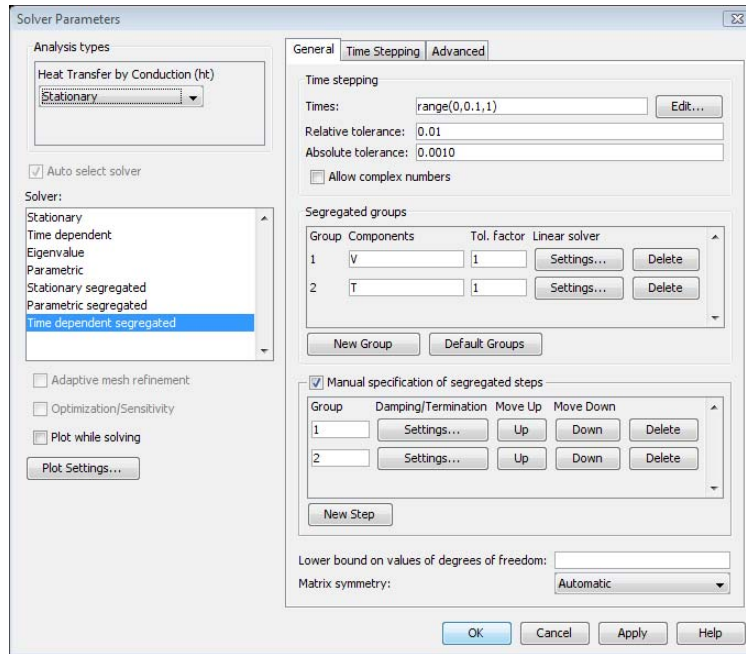 Solver Parameters
Analysis types
Heat Transfer by Conduction (ht)
Stationary
Auto select solver
Solver:
Stationary
Time dependent
Eigenvalue
Parametric
Stationary segregated
Parametric segregated
Time dependent segregated
Adaptive mesh refinement
Optimization/Sensitivity
Plot while solving
Plot Settings...
General Time Stepping Advanced
Time stepping
Times: range(0,0.1,1) Edit...
Relative tolerance: 0.01
Absolute tolerance: 0.0010
Allow complex numbers
Segregated groups
Group Components Tol. factor Linear solver
1 V 1 Settings... Delete
2 T 1 Settings... Delete
New Group Default Groups
Manual specification of segregated steps
Group Damping/Termination Move Up Move Down
1 Settings... Up Down Delete
2 Settings... Up Down Delete
New Step
Lower bound on values of degrees of freedom:
Matrix symmetry: Automatic
OK Cancel Apply Help